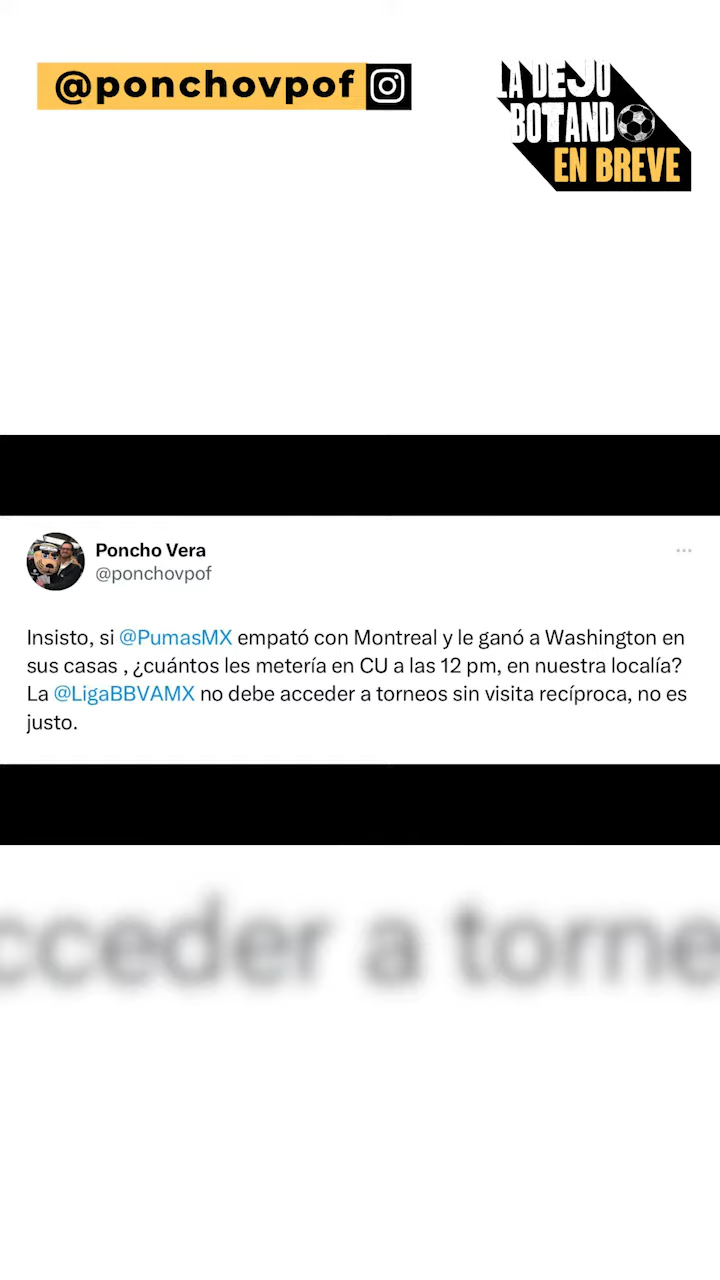 @ponchovpof
LA DEJO
BOTANDO
EN BREVE
Poncho Vera
@ponchovpof
Insisto, si @PumasMX empató con Montreal y le ganó a Washington en
sus casas , ¿cuántos les metería en CU a las 12 pm, en nuestra localía?
La @LigaBBVAMX no debe acceder a torneos sin visita recíproca, no es
justo.
cceder a torne